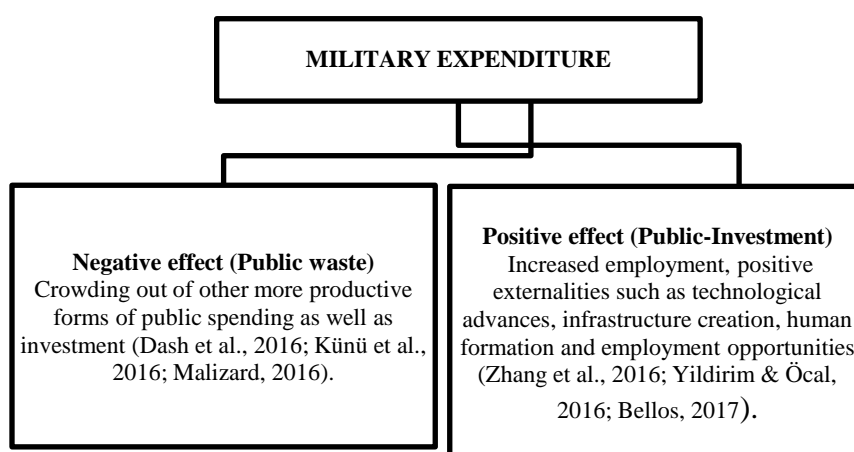 MILITARY EXPENDITURE
Negative effect (Public waste)
Crowding out of other more productive
forms of public spending as well as
investment (Dash et al., 2016; Künü et al.,
2016; Malizard, 2016).
Positive effect (Public-Investment)
Increased employment, positive
externalities such as technological
advances, infrastructure creation, human
formation and employment opportunities
(Zhang et al., 2016; Yildirim & Öcal,
2016; Bellos, 2017).